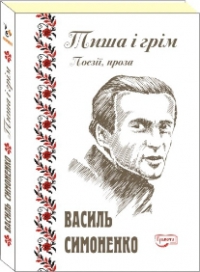 Тиша і грім
Поезії, проза
ВАСИЛЬ
СИМОНЕНКО
ВАСИЛЬ СИМОНЕНКО
Тиша і грім